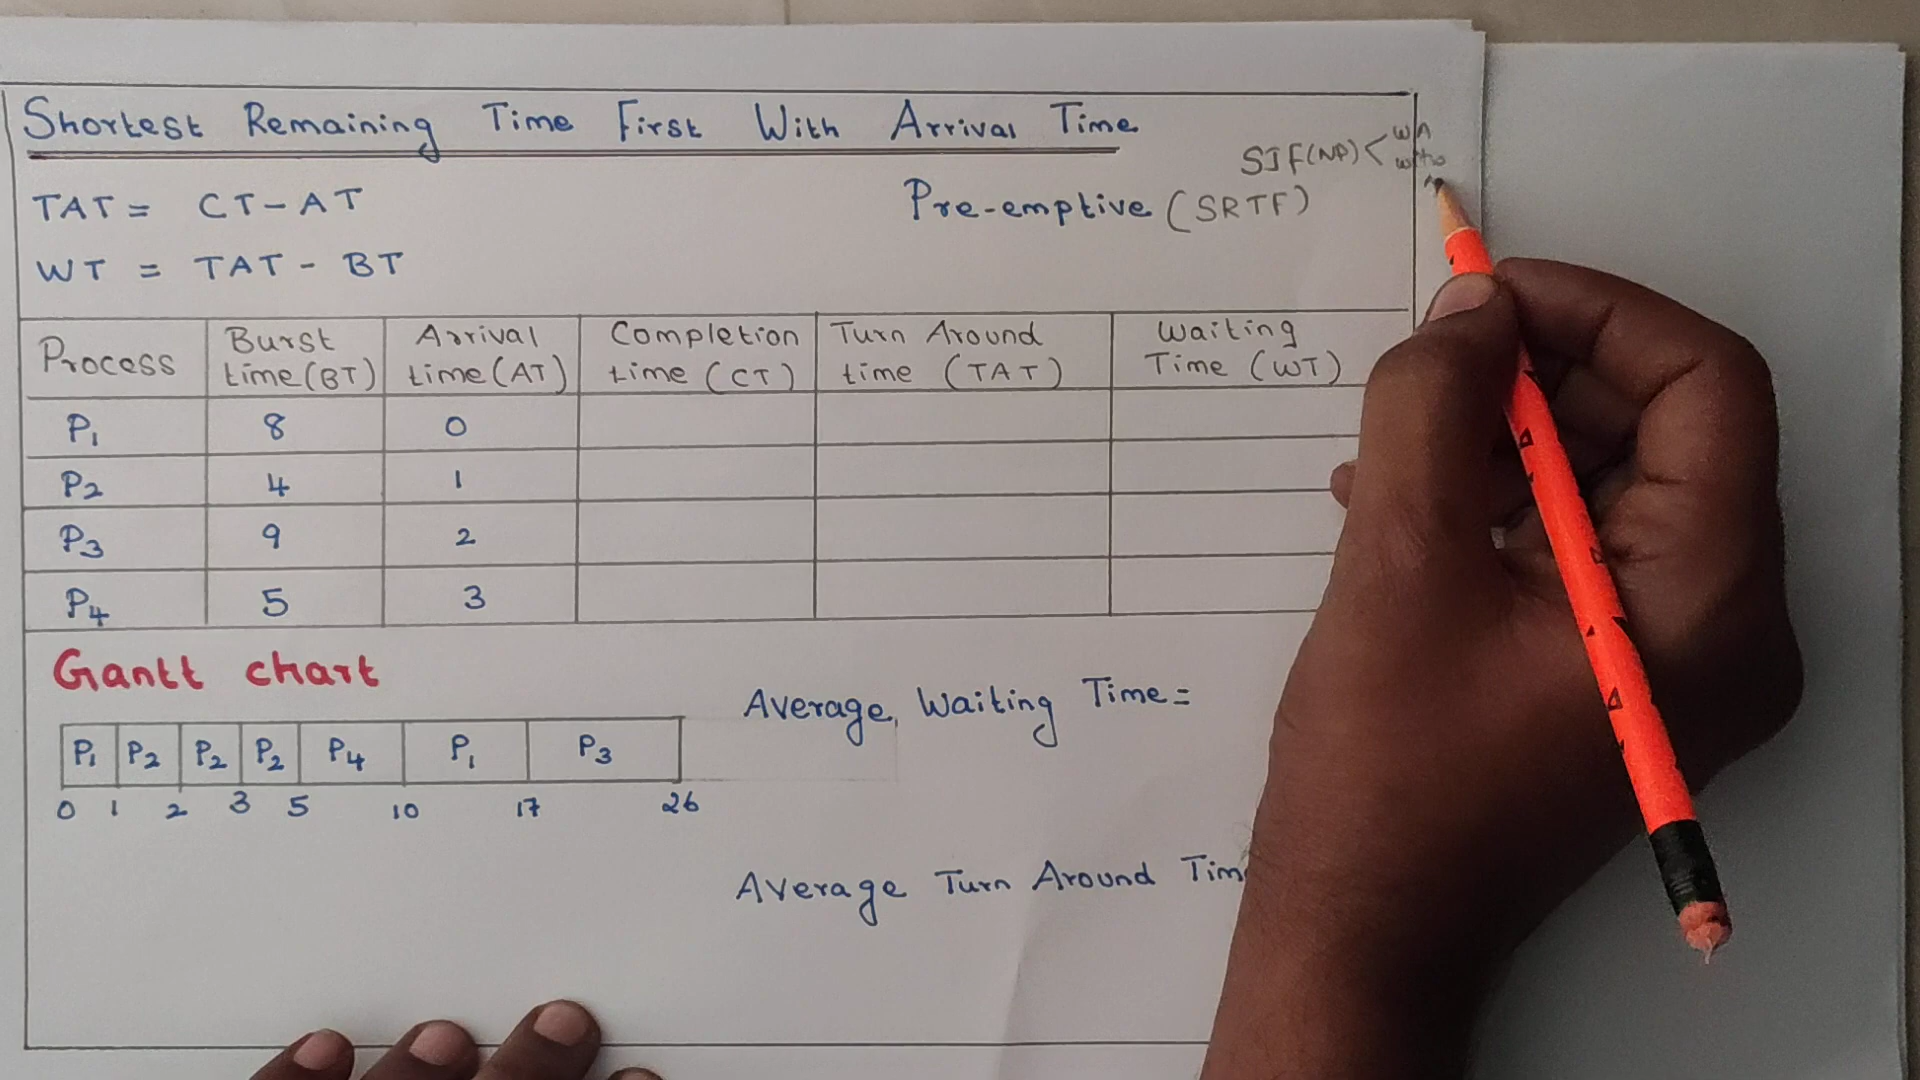 Shortest Remaining Time First With Arrival Time
SJF(NP) < WA
TAT = CT-AT
Pre-emptive (SRTF)
WT = TAT - BT
Process Burst time(BT) Arrival time(AT) Completion time (CT) Turn Around time (TAT) Waiting Time (WT)
P1 8 0
P2 4 1
P3 9 2
P4 5 3
Gantt chart
Average Waiting Time=
P1 P2 P2 P2 P4 P1 P3
0 1 2 3 5 10 17 26
Average Turn Around Tim